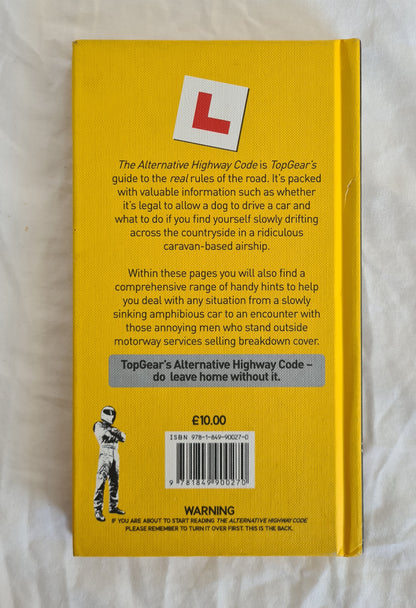 L
The Alternative Highway Code is TopGear's
guide to the real rules of the road. It's packed
with valuable information such as whether
it's legal to allow a dog to drive a car and
what to do if you find yourself slowly drifting
across the countryside in a ridiculous
caravan-based airship.
Within these pages you will also find a
comprehensive range of handy hints to help
you deal with any situation from a slowly
sinking amphibious car to an encounter with
those annoying men who stand outside
motorway services selling breakdown cover.
TopGear's Alternative Highway Code –
do leave home without it.
£10.00
ISBN 978-1-849-90027-0
9 781849 900270
WARNING
IF YOU ARE ABOUT TO START READING THE ALTERNATIVE HIGHWAY CODE
PLEASE REMEMBER TO TURN IT OVER FIRST. THIS IS THE BACK.